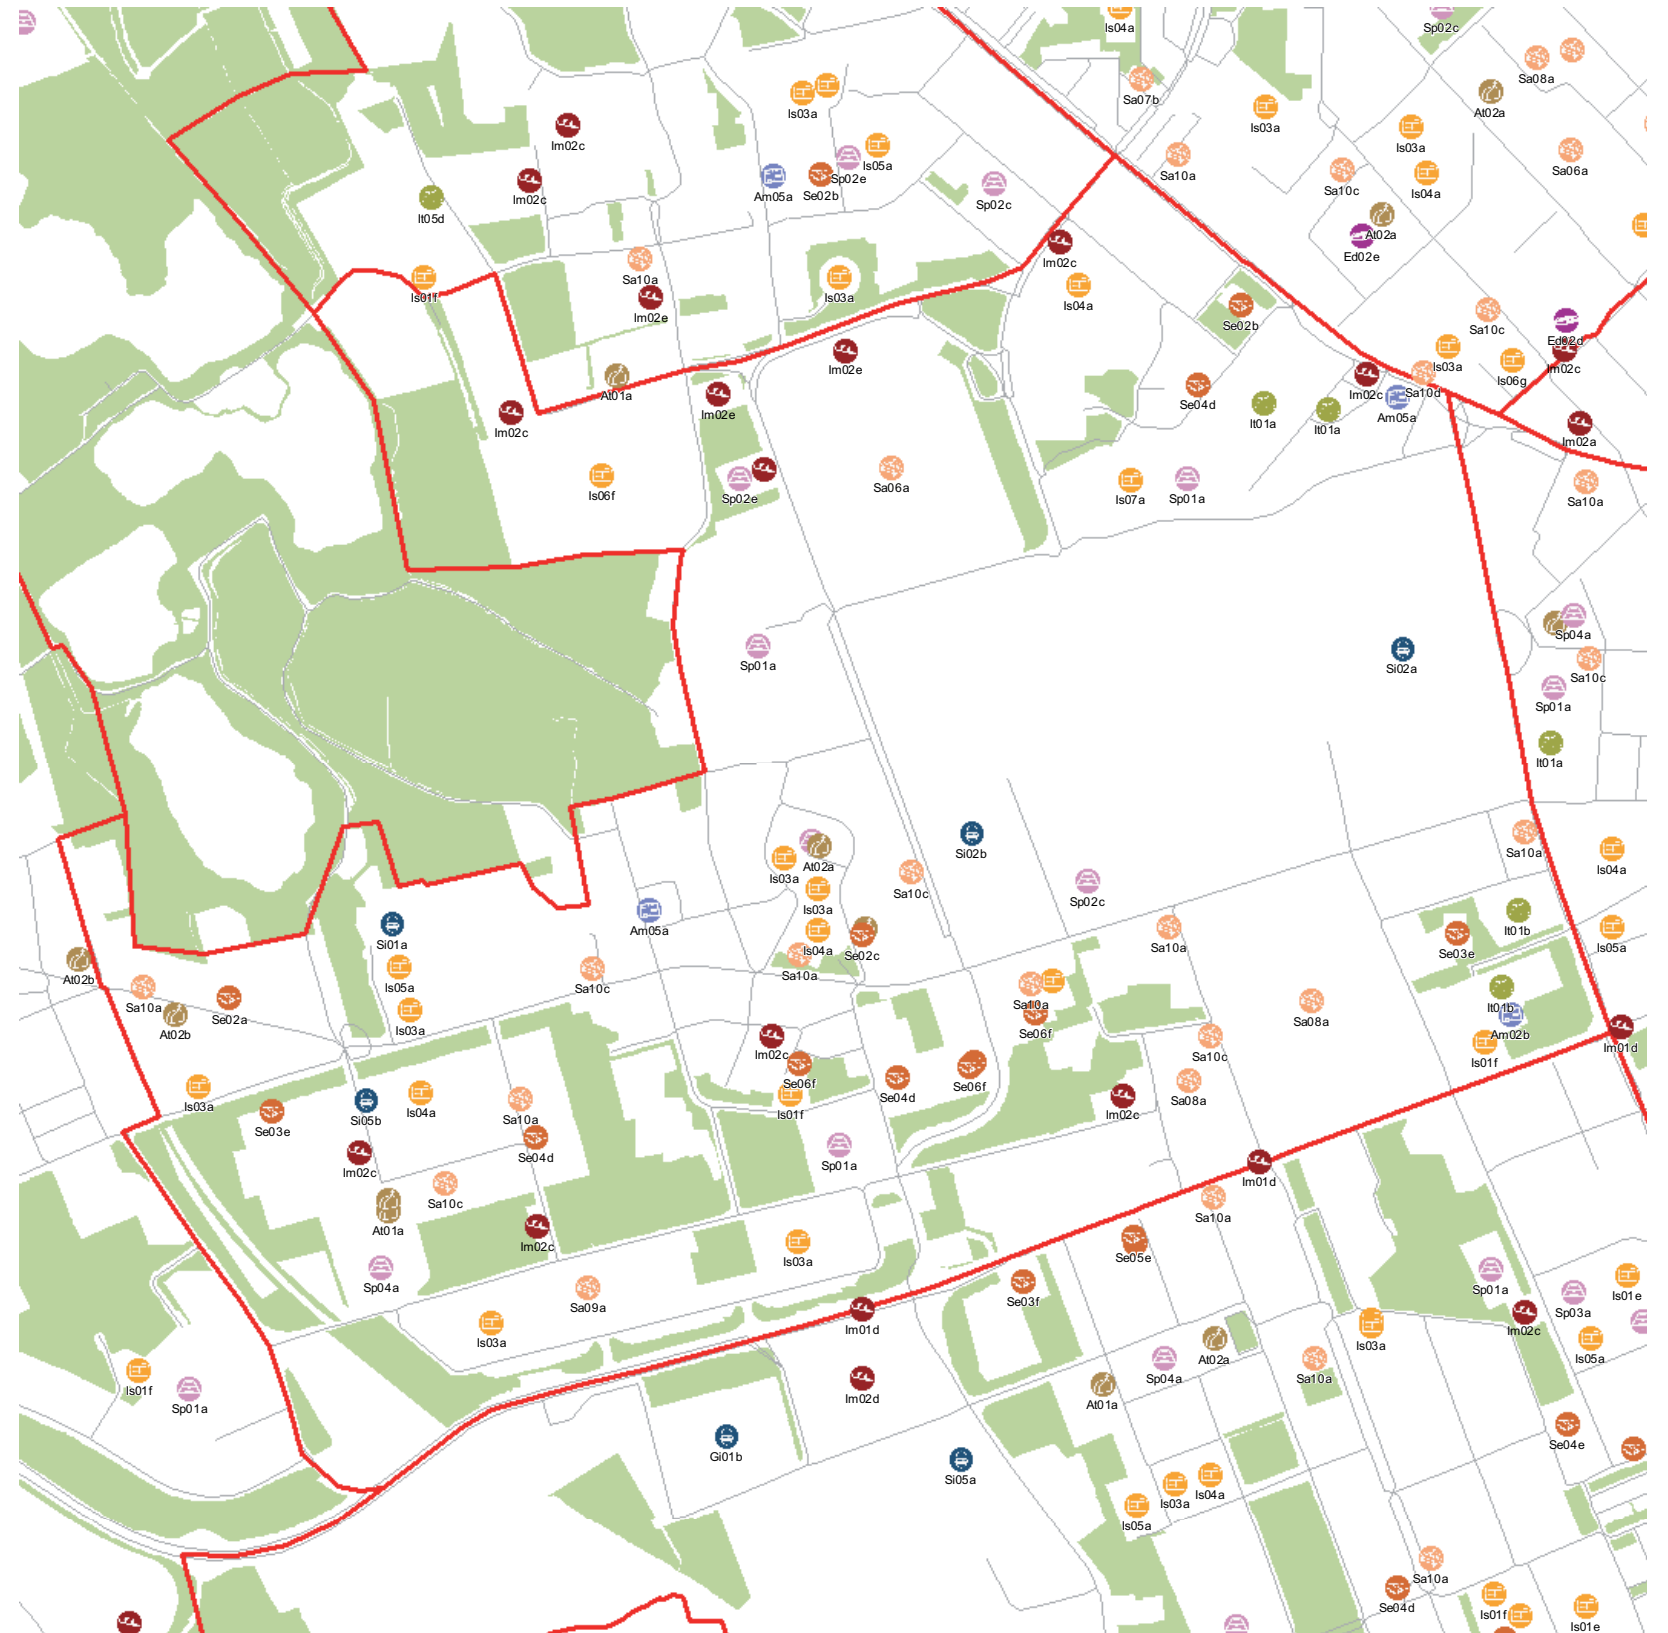 Is04a
Sp02c
Sa08a
Sa07b
Is03a
Is03a
At02a
Im02c
Is03a
Is05a
Sp02e
Sa06a
Sa10a
Im02c
Am05a
Se02b
Sa10c
Is04a
Sp02c
It05d
At02a
Im02c
Ed02e
Sa10a
Is01f
Is03a
Is04a
Im02e
Se02b
Sa10c
Ed02d
Im02e
Is03a
Im02c
Is06g
At01a
Im02e
Se04d
Im02c
Sa10d
Im02c
It01a
It01a
Am05a
Im02a
Is06f
Sp02e
Sa06a
Is07a
Sp01a
Sa10a
Sp04a
Sp01a
Si02a
Sa10c
Sp01a
It01a
Si02b
Sa10a
At02a
Is03a
Sa10c
Sp02c
Is04a
Is03a
Am05a
It01b
Si01a
Is04a
Se02c
Sa10a
Se03e
Is05a
At02b
Sa10a
Is05a
Sa10c
Sa10a
It01b
Sa10a
Se02a
At02b
Is03a
Se06f
Sa08a
Am02b
Im01d
Im02c
Sa10c
Is01f
Se06f
Is03a
Is04a
Se04d
Se06f
Sa08a
Si05b
Is01f
Im02c
Se03e
Sa10a
Se04d
Im02c
Sp01a
Im01d
Sa10c
Sa10a
At01a
Im02c
Is03a
Se05e
Sp04a
Sp01a
Sa09a
Se03f
Is01e
Sp03a
Is03a
Im01d
Im02c
Is03a
At02a
Is05a
Is01f
Sp04a
Sa10a
Sp01a
Im02d
At01a
Se04e
Gi01b
Si05a
Is04a
Is03a
Is05a
Sa10a
Se04d
Is01f
Is01e